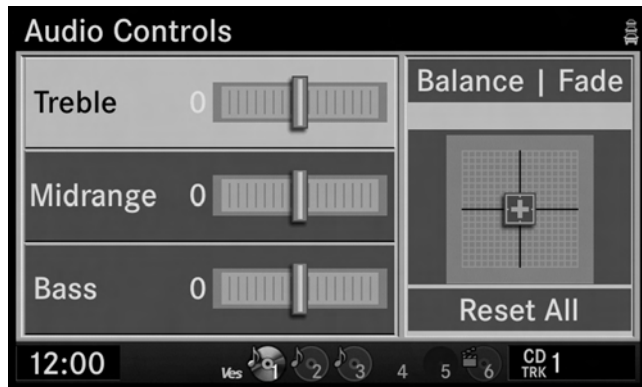 Audio Controls
Treble 0
Midrange 0
Bass 0
Balance | Fade
Reset All
12:00 Ves 1 2 3 4 5 6 CD TRK 1